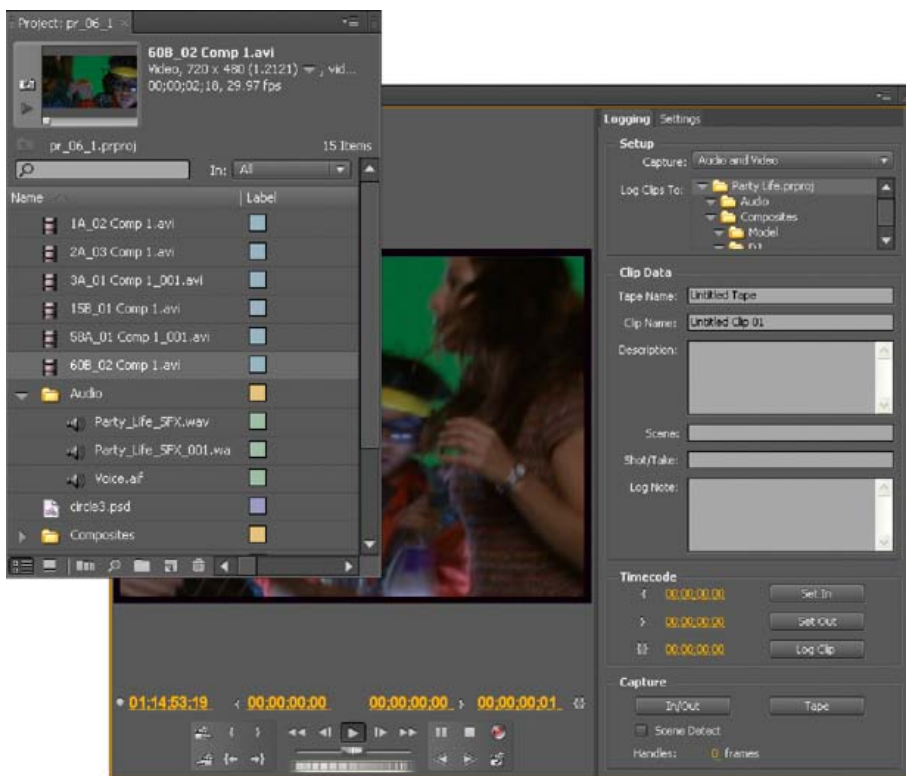 Project: pr_06_1
60B_02 Comp 1.avi
Video, 720 x 480 (1.2121) , vid...
00;00;02;18, 29.97 fps
pr_06_1.prproj 15 Items
In: All
Name Label
1A_02 Comp 1.avi
2A_03 Comp 1.avi
3A_01 Comp 1_001.avi
15B_01 Comp 1.avi
58A_01 Comp 1_001.avi
60B_02 Comp 1.avi
Audio
Party_Life_SFX.wav
Party_Life_SFX_001.wa
Voice.aif
circle3.psd
Composites
Logging Settings
Setup
Capture: Audio and Video
Log Clips To: Party Life.prproj
Audio
Composites
Model
Clip Data
Tape Name: Untitled Tape
Clip Name: Untitled Clip 01
Description:
Scene:
Shot/Take:
Log Note:
Timecode
00;00;00;00 Set In
00;00;00;00 Set Out
00;00;00;00 Log Clip
Capture
In/Out Tape
Scene Detect
Handles: 0 frames
01;14;53;19 00;00;00;00 00;00;00;00 00;00;00;01